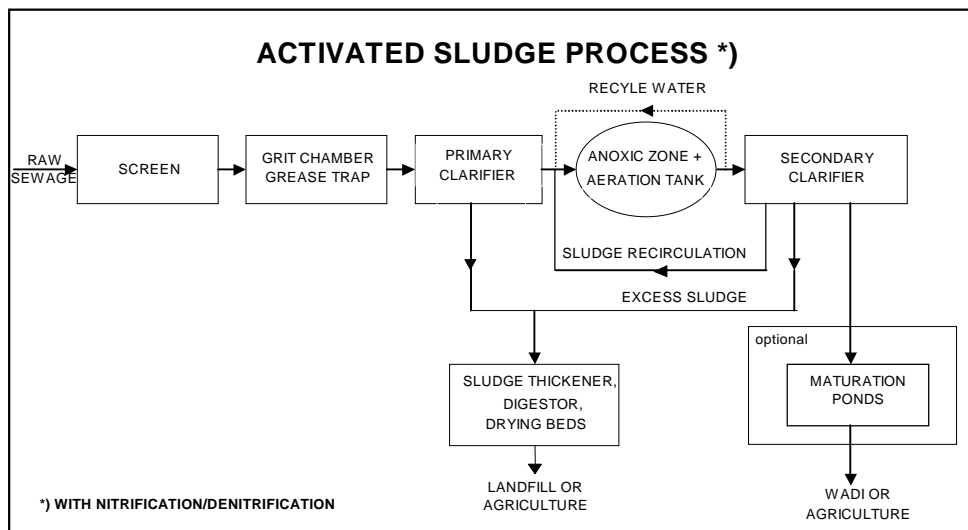 ACTIVATED SLUDGE PROCESS *)
RECYLE WATER
RAW
SEWAGE
SCREEN
GRIT CHAMBER
GREASE TRAP
PRIMARY
CLARIFIER
ANOXIC ZONE +
AERATION TANK
SECONDARY
CLARIFIER
SLUDGE RECIRCULATION
EXCESS SLUDGE
optional
SLUDGE THICKENER,
DIGESTOR,
DRYING BEDS
MATURATION
PONDS
LANDFILL OR
AGRICULTURE
WADI OR
AGRICULTURE
*) WITH NITRIFICATION/DENITRIFICATION